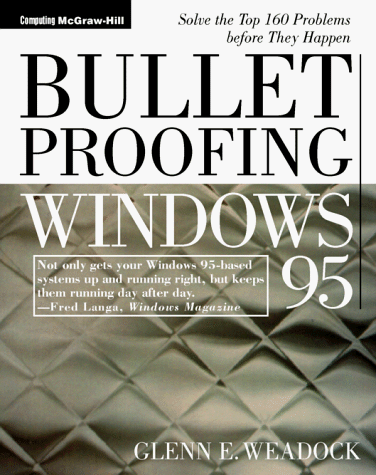 Computing McGraw-Hill
Solve the Top 160 Problems
before They Happen
BULLET
PROOFING
WINDOWS
95
Not only gets your Windows 95-based
systems up and running right, but keeps
them running day after day.
—Fred Langa, Windows Magazine
GLENN E. WEADOCK